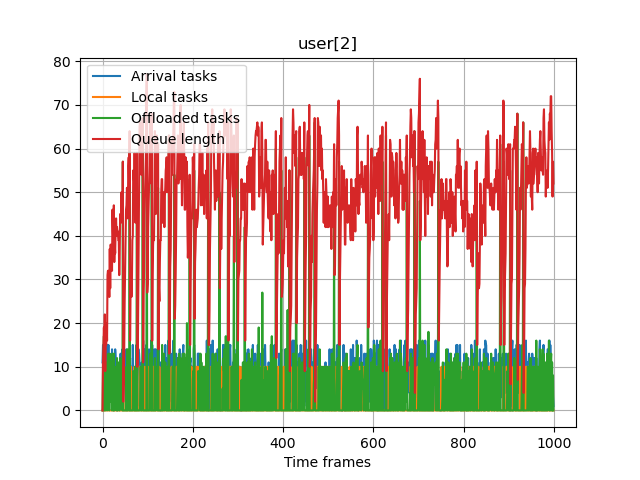 user[2]
80
70
60
50
40
30
20
10
0
Arrival tasks
Local tasks
Offloaded tasks
Queue length
0 200 400 600 800 1000
Time frames